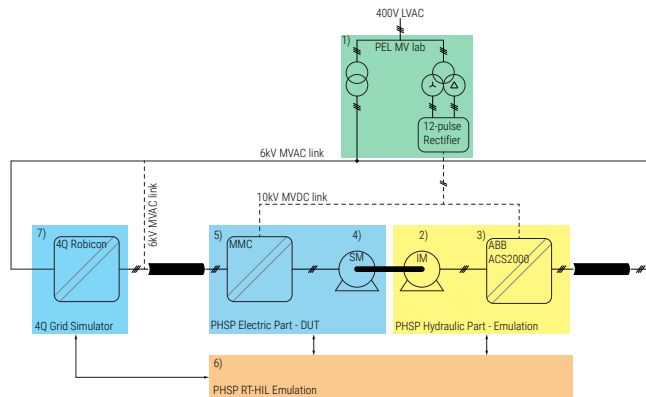 400V LVAC
1)
PEL MV lab
12-pulse
Rectifier
6kV MVAC link
6kV MVAC link
10kV MVDC link
7)
4Q Robicon
5)
MMC
4)
SM
2)
IM
3)
ABB
ACS2000
4Q Grid Simulator
PHSP Electric Part - DUT
PHSP Hydraulic Part - Emulation
6)
PHSP RT-HIL Emulation